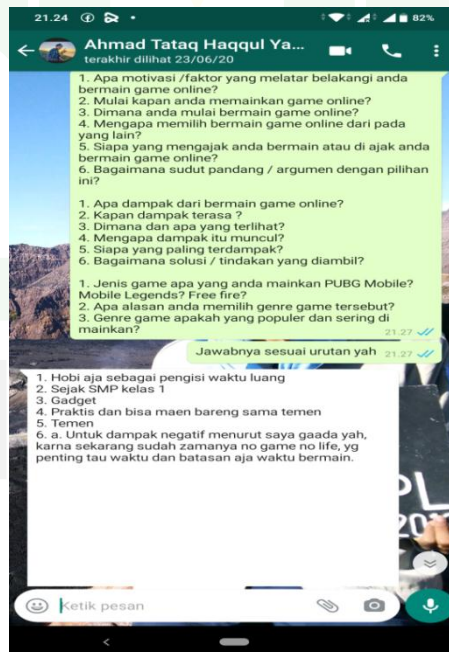 21.24
82%
Ahmad Tataq Haqqul Ya...
terakhir dilihat 23/06/20
1. Apa motivasi /faktor yang melatar belakangi anda
bermain game online?
2. Mulai kapan anda memainkan game online?
3. Dimana anda mulai bermain game online?
4. Mengapa memilih bermain game online dari pada
yang lain?
5. Siapa yang mengajak anda bermain atau di ajak anda
bermain game online?
6. Bagaimana sudut pandang / argumen dengan pilihan
ini?
1. Apa dampak dari bermain game online?
2. Kapan dampak terasa ?
3. Dimana dan apa yang terlihat?
4. Mengapa dampak itu muncul?
5. Siapa yang paling terdampak?
6. Bagaimana solusi / tindakan yang diambil?
1. Jenis game apa yang anda mainkan PUBG Mobile?
Mobile Legends? Free fire?
2. Apa alasan anda memilih genre game tersebut?
3. Genre game apakah yang populer dan sering di
mainkan?
21.27
Jawabnya sesuai urutan yah 21.27
1. Hobi aja sebagai pengisi waktu luang
2. Sejak SMP kelas 1
3. Gadget
4. Praktis dan bisa maen bareng sama temen
5. Temen
6. a. Untuk dampak negatif menurut saya gaada yah,
karna sekarang sudah zamanya no game no life, yg
penting tau waktu dan batasan aja waktu bermain.
Ketik pesan